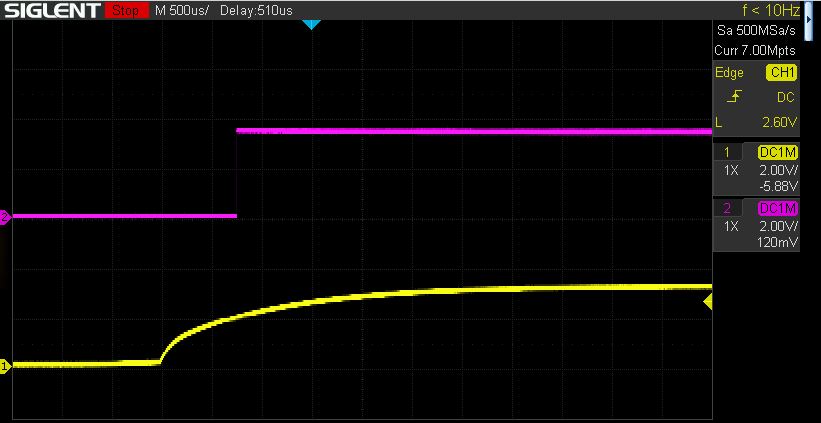 SIGLENT Stop M 500us/ Delay:510us f < 10Hz
Sa 500MSa/s
Curr 7.00Mpts
Edge CH1
DC
L 2.60V
1 DC1M
1X 2.00V/
-5.88V
2 DC1M
1X 2.00V/
120mV
2
1